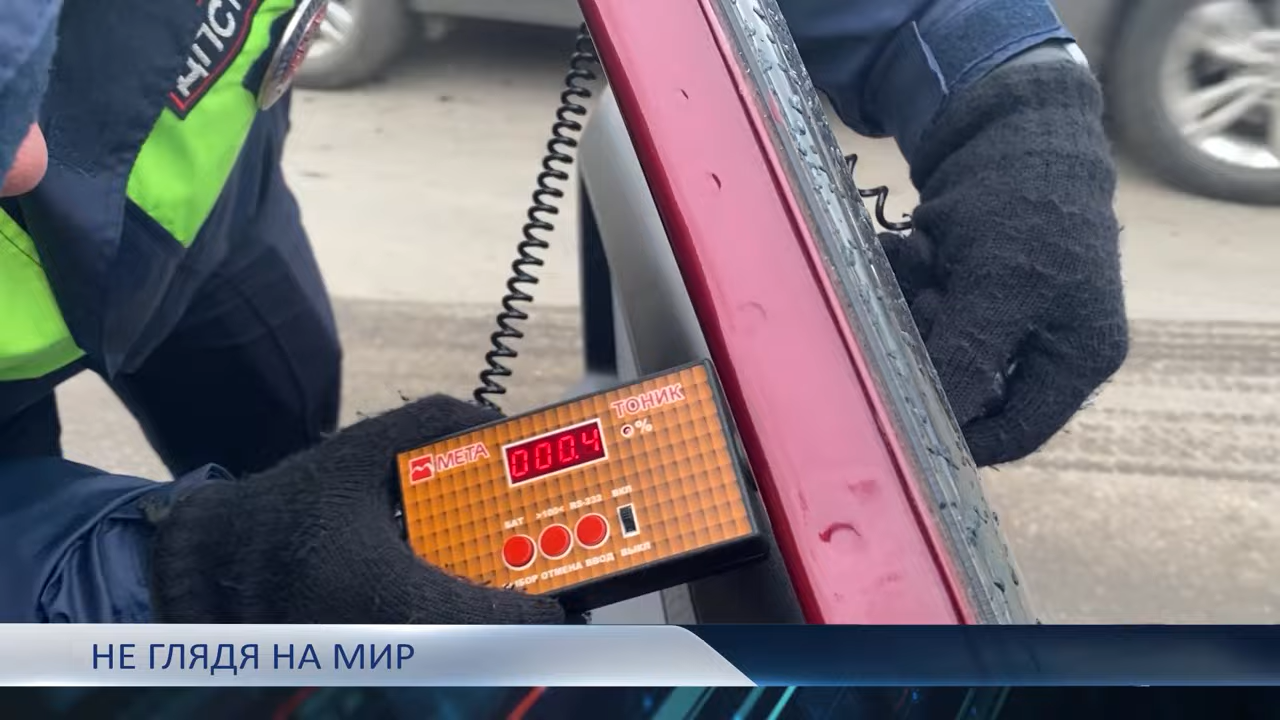 ДПС
ТОНИК
МЕТА
000.4
%
БАТ >100< RS-232 ВКЛ
ОТМЕНА ВВОД ВЫКЛ
НЕ ГЛЯДЯ НА МИР